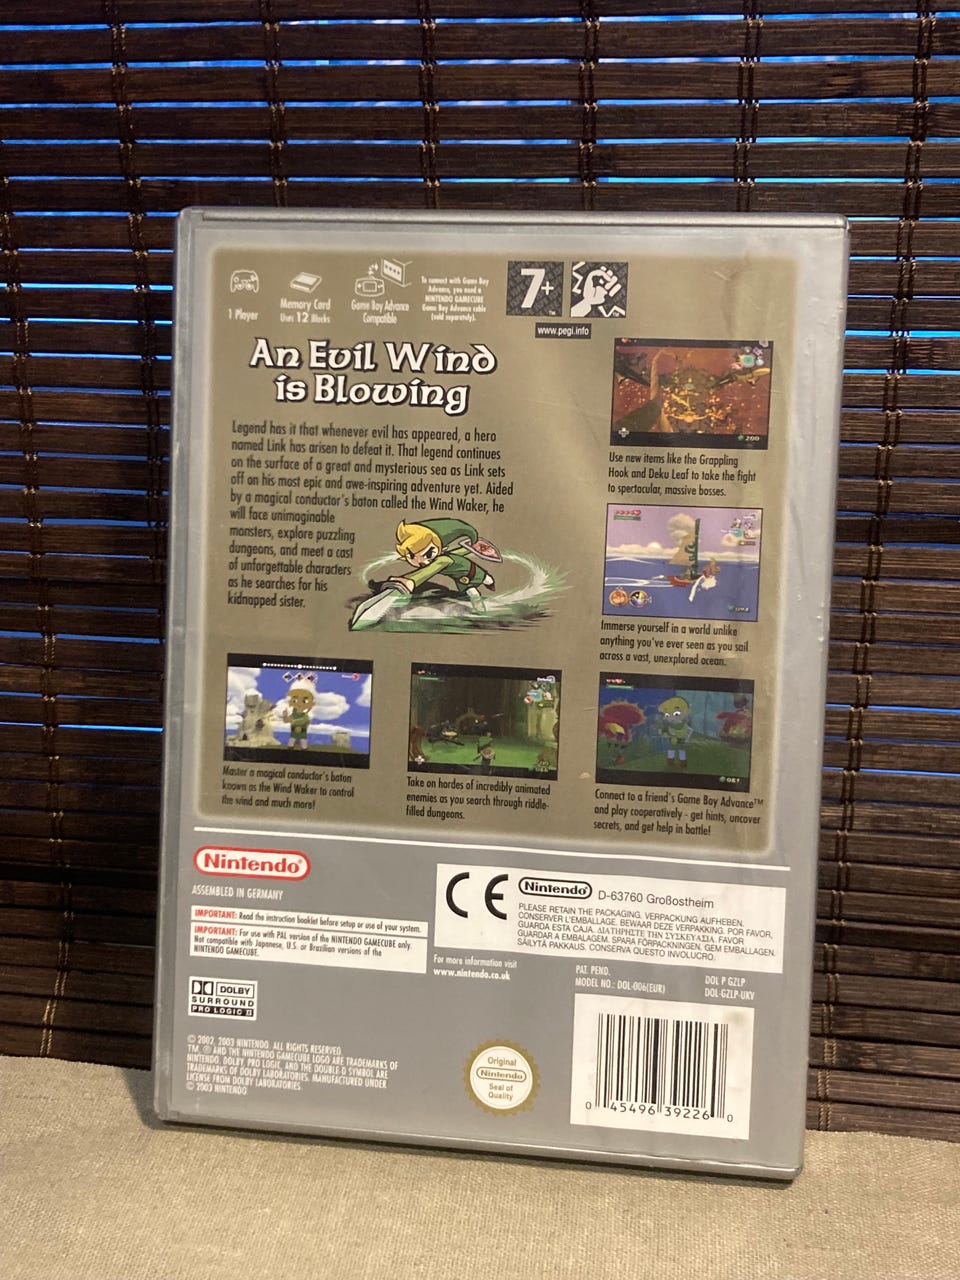 1 Player
Memory Card
Uses 12 Blocks
Game Boy Advance
Compatible
To connect with Game Boy
Advance, you need a
NINTENDO GAMECUBE
Game Boy Advance cable
(sold separately).
7+
™
www.pegi.info
An Evil Wind
is Blowing
Legend has it that whenever evil has appeared, a hero
named Link has arisen to defeat it. That legend continues
on the surface of a great and mysterious sea as Link sets
off on his most epic and awe-inspiring adventure yet. Aided
by a magical conductor's baton called the Wind Waker, he
will face unimaginable
monsters, explore puzzling
dungeons, and meet a cast
of unforgettable characters
as he searches for his
kidnapped sister.
200
Use new items like the Grappling
Hook and Deku Leaf to take the fight
to spectacular, massive bosses.
Immerse yourself in a world unlike
anything you've ever seen as you sail
across a vast, unexplored ocean.
Master a magical conductor's baton
known as the Wind Waker to control
the wind and much more!
Take on hordes of incredibly animated
enemies as you search through riddle-
filled dungeons.
Connect to a friend's Game Boy Advance™
and play cooperatively - get hints, uncover
secrets, and get help in battle!
Nintendo®
ASSEMBLED IN GERMANY
IMPORTANT: Read the instruction booklet before setup or use of your system.
IMPORTANT: For use with PAL version of the NINTENDO GAMECUBE only.
Not compatible with Japanese, U.S. or Brazilian versions of the
NINTENDO GAMECUBE.
CE
Nintendo® D-63760 Großostheim
PLEASE RETAIN THE PACKAGING. VERPACKUNG AUFHEBEN.
CONSERVER L'EMBALLAGE. BEWAAR DEZE VERPAKKING. POR FAVOR,
GUARDA ESTA CAJA. ΔΙΑΤΗΡΗΣΤΕ ΤΗΝ ΣΥΣΚΕΥΑΣΙΑ. FAVOR
GUARDAR A EMBALAGEM. SPARA FÖRPACKNINGEN. GEM EMBALLAGEN.
SÄILYTÄ PAKKAUS. CONSERVA QUESTO INVOLUCRO.
For more information visit
www.nintendo.co.uk
PAT. PEND.
MODEL NO.: DOL-006(EUR)
DOL P GZLP
DOL-GZLP-UKV
DOLBY
SURROUND
PRO LOGIC II
© 2002, 2003 NINTENDO. ALL RIGHTS RESERVED.
TM, ® AND THE NINTENDO GAMECUBE LOGO ARE TRADEMARKS OF
NINTENDO. DOLBY, PRO LOGIC, AND THE DOUBLE-D SYMBOL ARE
TRADEMARKS OF DOLBY LABORATORIES. MANUFACTURED UNDER
LICENSE FROM DOLBY LABORATORIES.
© 2003 NINTENDO
Original
Nintendo
Seal of
Quality
0 45496 39226 0